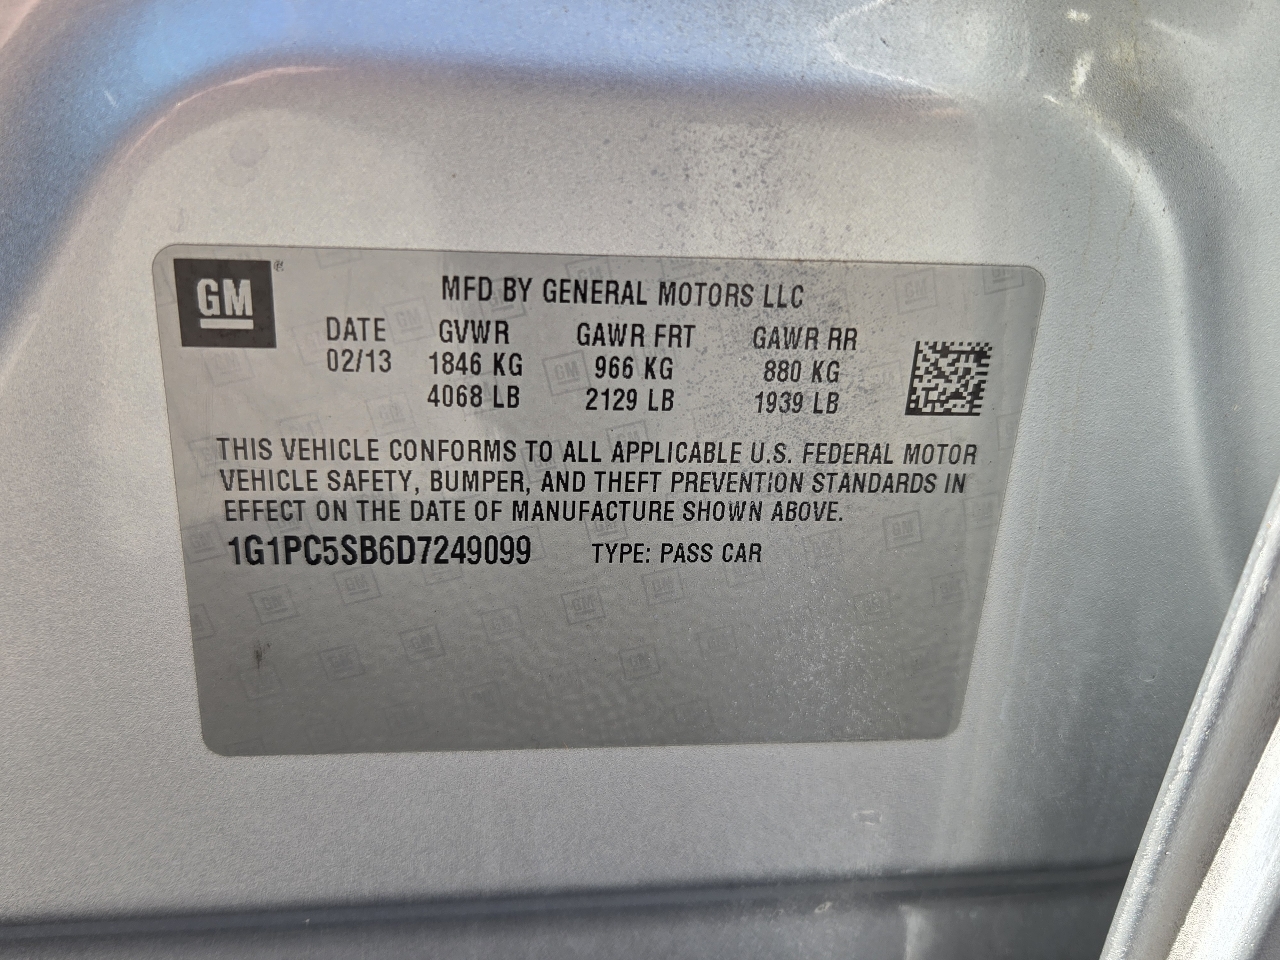 GM ®
MFD BY GENERAL MOTORS LLC
DATE GVWR GAWR FRT GAWR RR
02/13 1846 KG 966 KG 880 KG
4068 LB 2129 LB 1939 LB
THIS VEHICLE CONFORMS TO ALL APPLICABLE U.S. FEDERAL MOTOR
VEHICLE SAFETY, BUMPER, AND THEFT PREVENTION STANDARDS IN
EFFECT ON THE DATE OF MANUFACTURE SHOWN ABOVE.
1G1PC5SB6D7249099 TYPE: PASS CAR